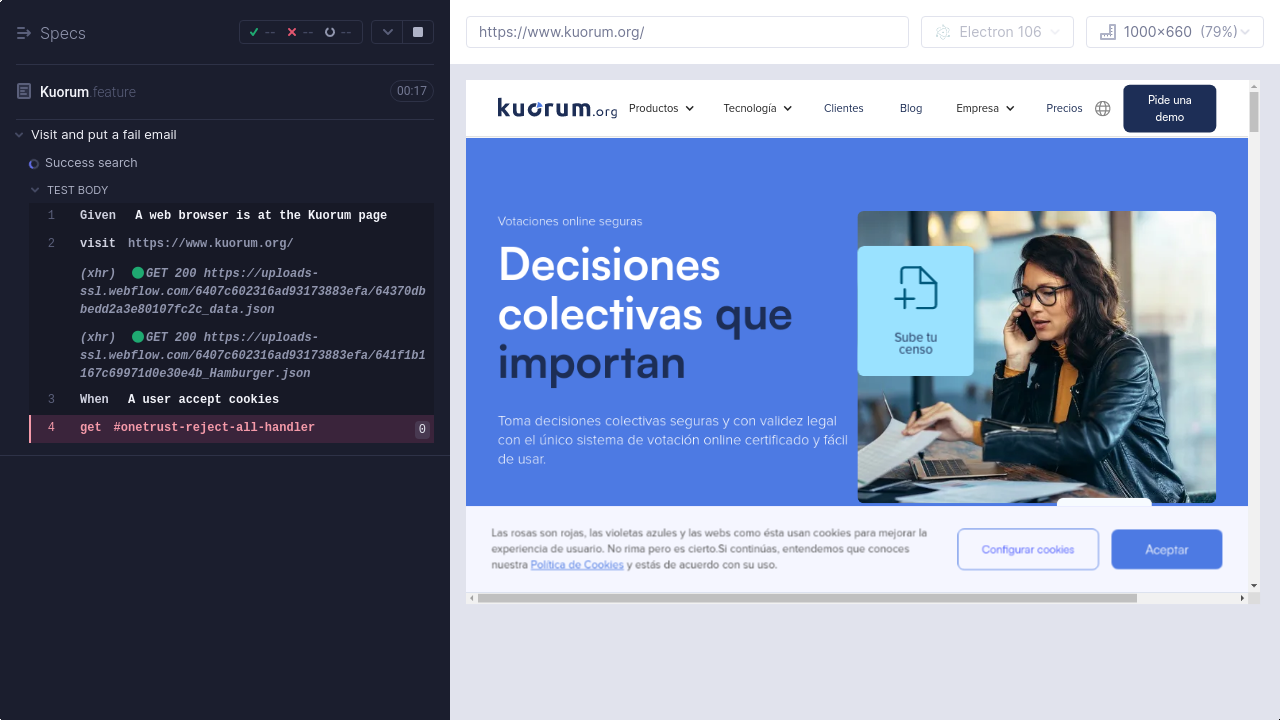 Specs
--
--
--
Kuorum.feature
00:17
Visit and put a fail email
Success search
TEST BODY
1 Given A web browser is at the Kuorum page
2 visit https://www.kuorum.org/
(xhr) GET 200 https://uploads-
ssl.webflow.com/6407c602316ad93173883efa/64370db
bedd2a3e80107fc2c_data.json
(xhr) GET 200 https://uploads-
ssl.webflow.com/6407c602316ad93173883efa/641f1b1
167c69971d0e30e4b_Hamburger.json
3 When A user accept cookies
4 get #onetrust-reject-all-handler 0
https://www.kuorum.org/
Electron 106
1000x660 (79%)
kuorum.org
Productos
Tecnología
Clientes
Blog
Empresa
Precios
Pide una
demo
Votaciones online seguras
Decisiones
colectivas que
importan
Toma decisiones colectivas seguras y con validez legal
con el único sistema de votación online certificado y fácil
de usar.
Sube tu
censo
Las rosas son rojas, las violetas azules y las webs como ésta usan cookies para mejorar la
experiencia de usuario. No rima pero es cierto.Si continúas, entendemos que conoces
nuestra Política de Cookies y estás de acuerdo con su uso.
Configurar cookies
Aceptar